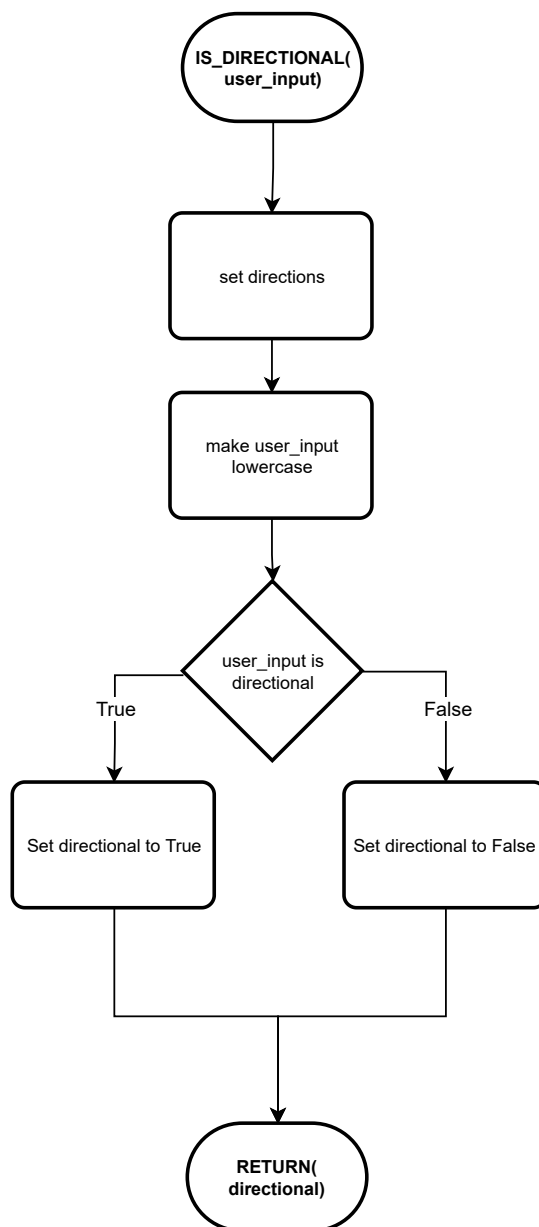 IS_DIRECTIONAL(
user_input)
set directions
make user_input
lowercase
user_input is
directional
True
False
Set directional to True
Set directional to False
RETURN(
directional)